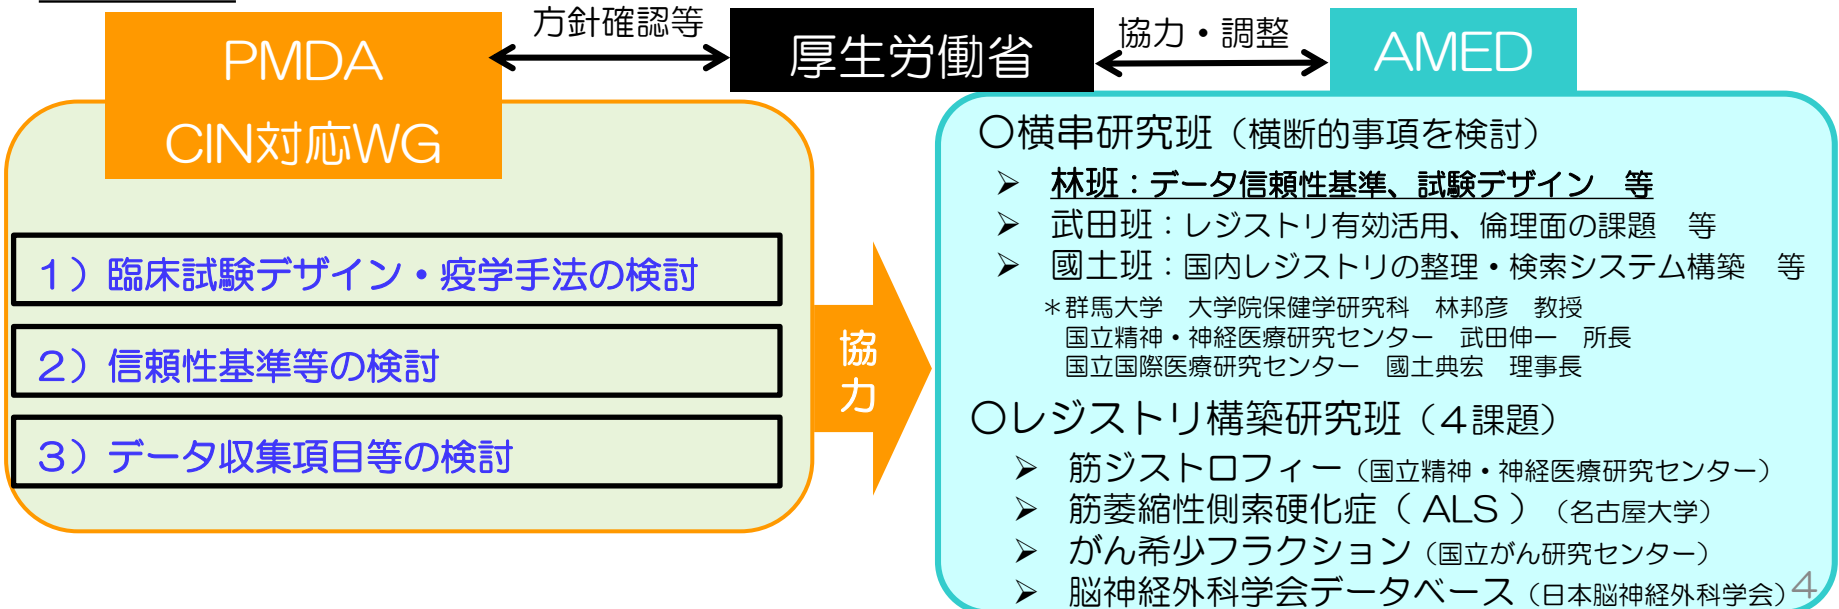 方針確認等
協力・調整
PMDA
CIN対応WG
厚生労働省
AMED
1）臨床試験デザイン・疫学手法の検討
2）信頼性基準等の検討
3）データ収集項目等の検討
協力
〇横串研究班（横断的事項を検討）
➢ 林班：データ信頼性基準、試験デザイン　等
➢ 武田班：レジストリ有効活用、倫理面の課題　等
➢ 國土班：国内レジストリの整理・検索システム構築　等
＊群馬大学　大学院保健学研究科　林邦彦　教授
国立精神・神経医療研究センター　武田伸一　所長
国立国際医療研究センター　國土典宏　理事長
〇レジストリ構築研究班（４課題）
➢ 筋ジストロフィー（国立精神・神経医療研究センター）
➢ 筋萎縮性側索硬化症（ ALS ）（名古屋大学）
➢ がん希少フラクション（国立がん研究センター）
➢ 脳神経外科学会データベース（日本脳神経外科学会）
4